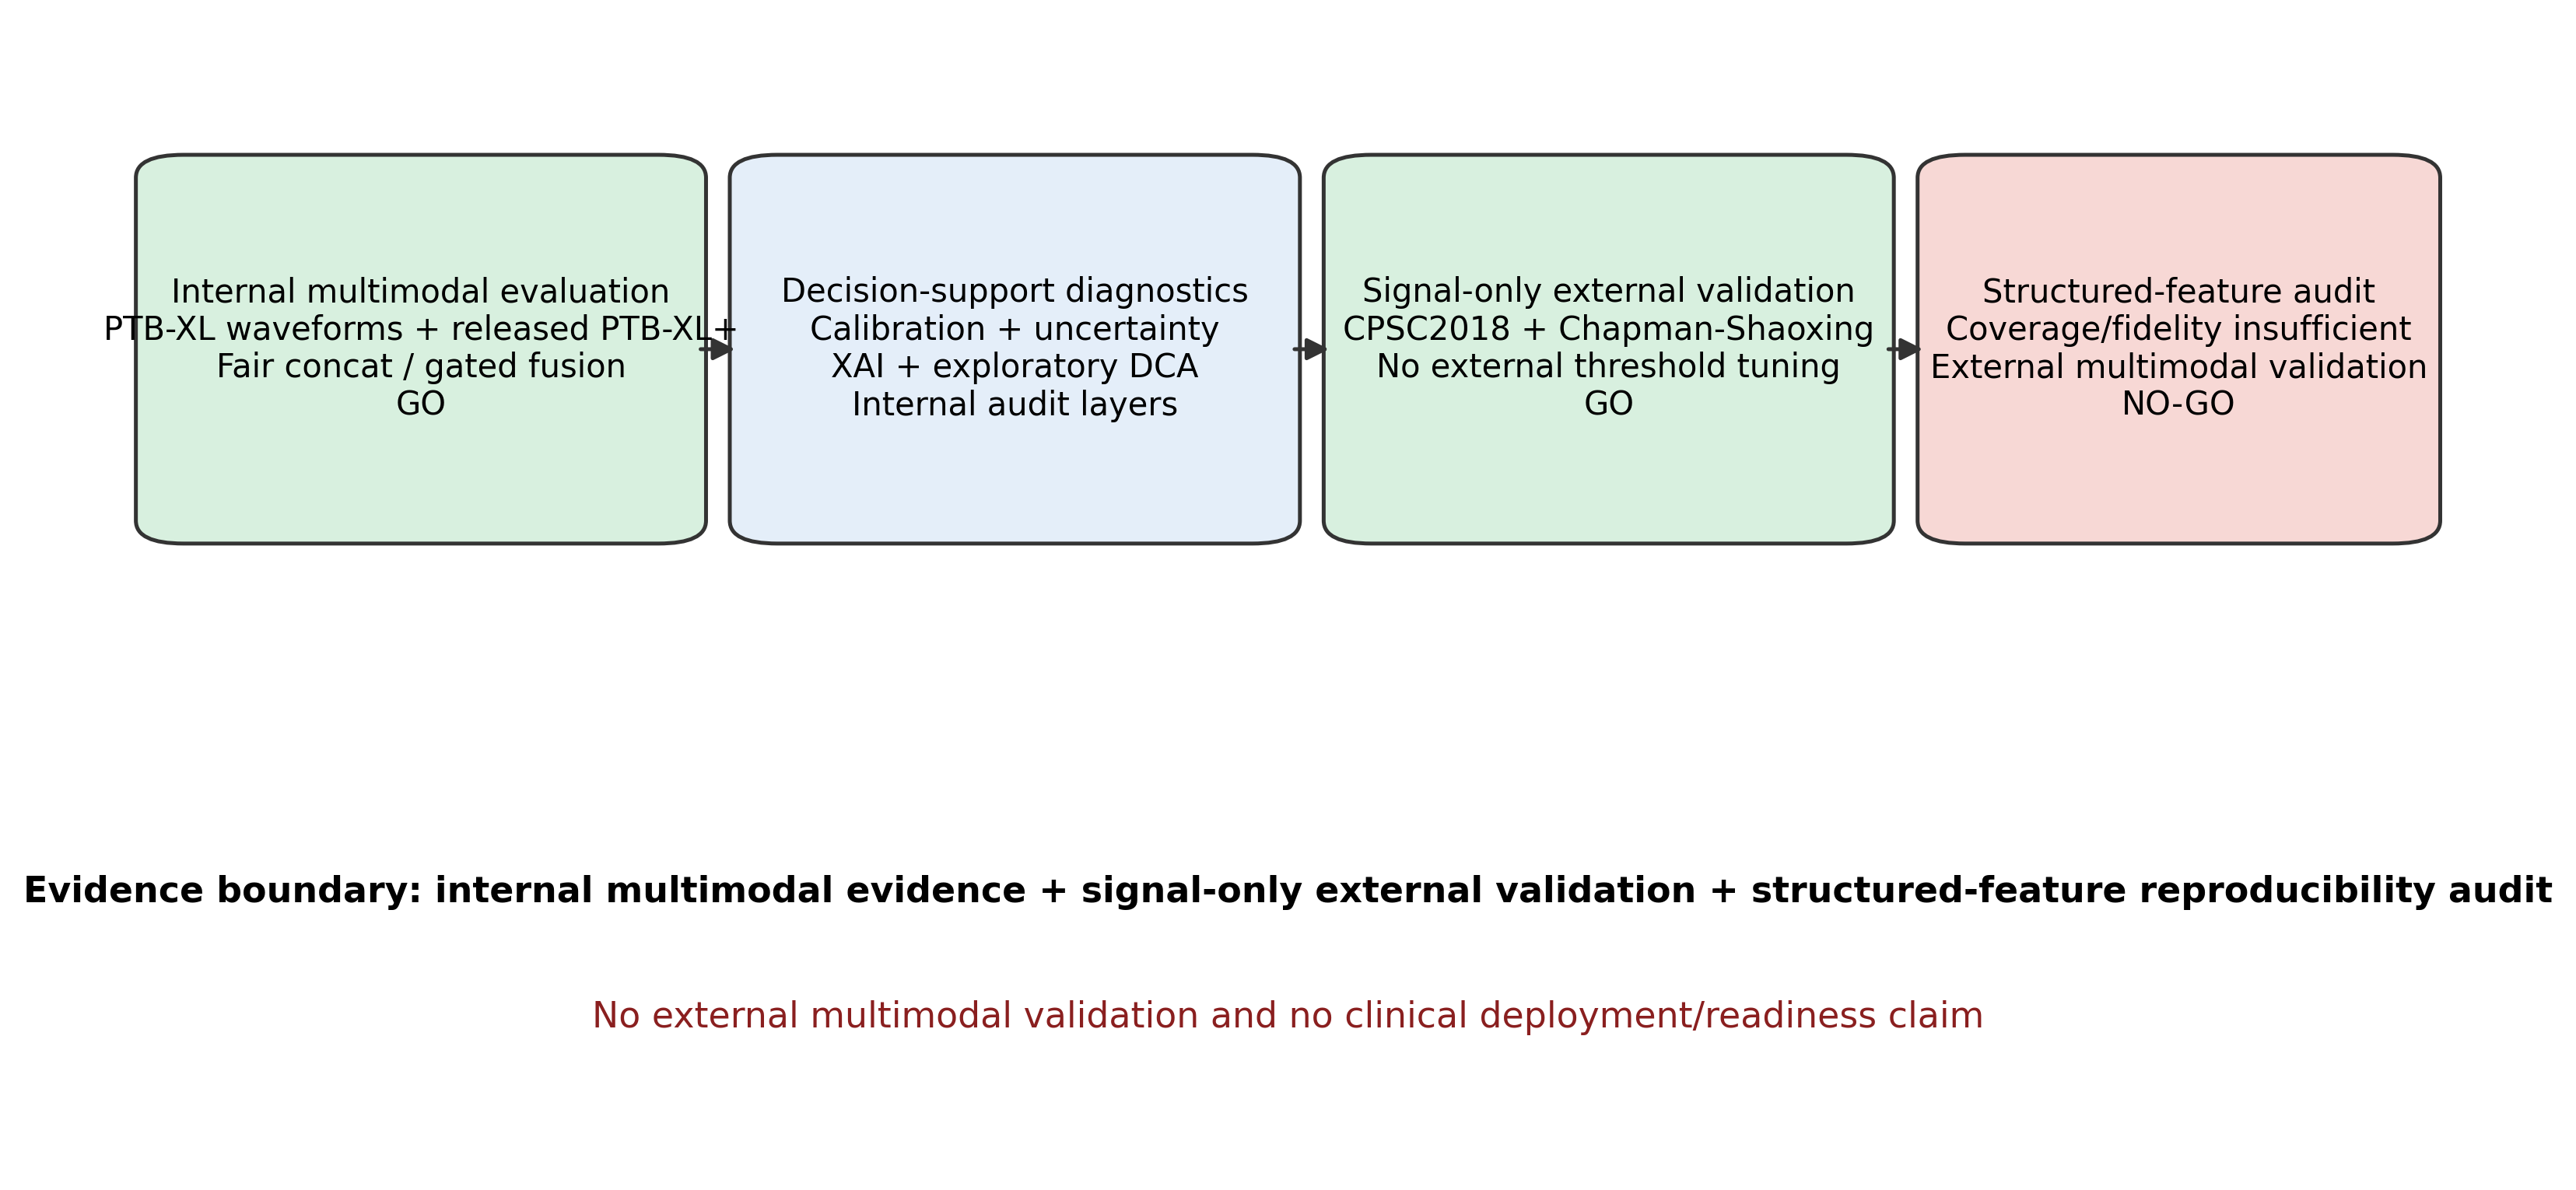 Internal multimodal evaluation
PTB-XL waveforms + released PTB-XL+
Fair concat / gated fusion
GO
Decision-support diagnostics
Calibration + uncertainty
XAI + exploratory DCA
Internal audit layers
Signal-only external validation
CPSC2018 + Chapman-Shaoxing
No external threshold tuning
GO
Structured-feature audit
Coverage/fidelity insufficient
External multimodal validation
NO-GO
Evidence boundary: internal multimodal evidence + signal-only external validation + structured-feature reproducibility audit
No external multimodal validation and no clinical deployment/readiness claim